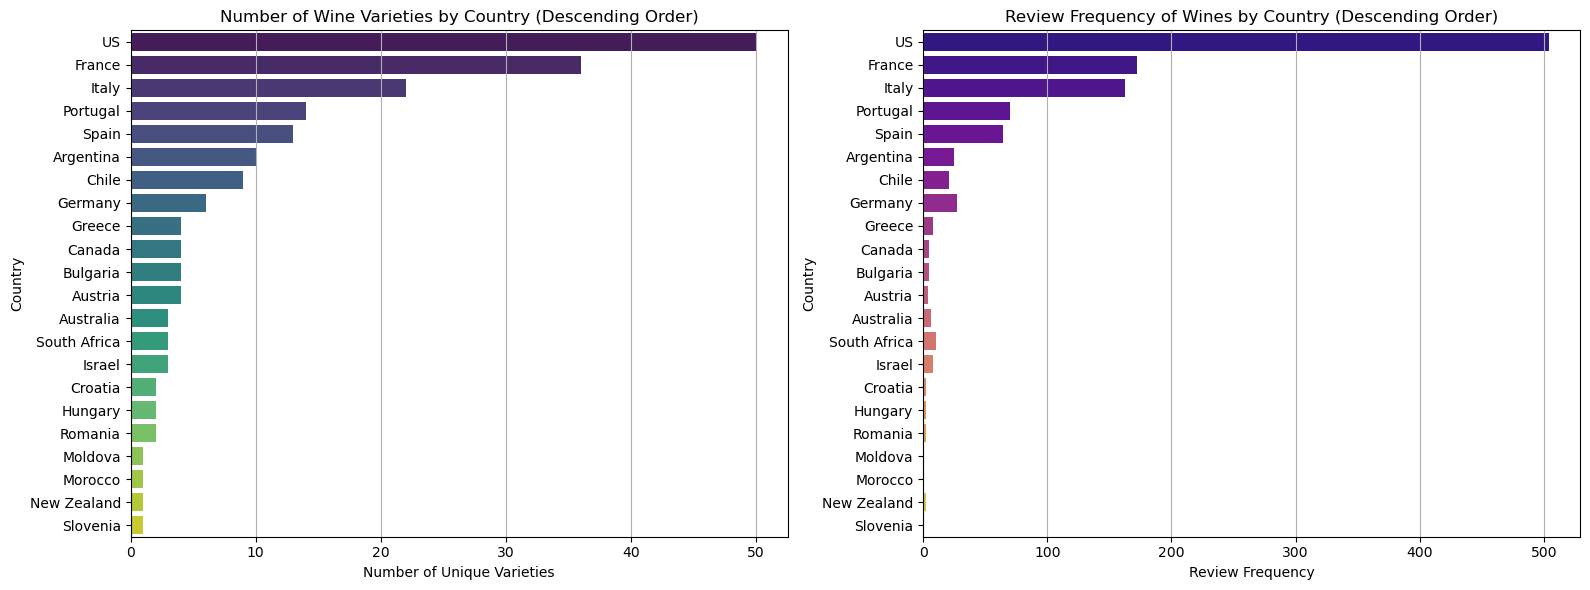 Number of Wine Varieties by Country (Descending Order)
US
France
Italy
Portugal
Spain
Argentina
Chile
Germany
Greece
Canada
Bulgaria
Austria
Australia
South Africa
Israel
Croatia
Hungary
Romania
Moldova
Morocco
New Zealand
Slovenia
Country
0 10 20 30 40 50
Number of Unique Varieties
Review Frequency of Wines by Country (Descending Order)
US
France
Italy
Portugal
Spain
Argentina
Chile
Germany
Greece
Canada
Bulgaria
Austria
Australia
South Africa
Israel
Croatia
Hungary
Romania
Moldova
Morocco
New Zealand
Slovenia
Country
0 100 200 300 400 500
Review Frequency